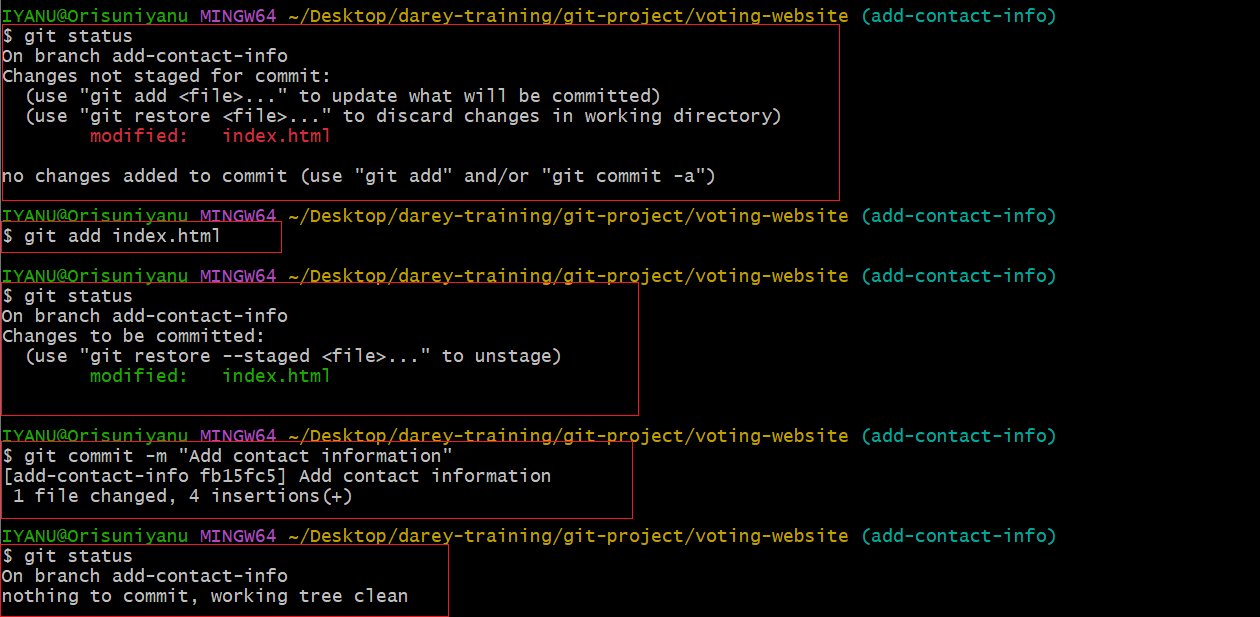 IYANU@Orisuniyanu MINGW64 ~/Desktop/darey-training/git-project/voting-website (add-contact-info)
$ git status
On branch add-contact-info
Changes not staged for commit:
  (use "git add <file>..." to update what will be committed)
  (use "git restore <file>..." to discard changes in working directory)
        modified:   index.html

no changes added to commit (use "git add" and/or "git commit -a")

IYANU@Orisuniyanu MINGW64 ~/Desktop/darey-training/git-project/voting-website (add-contact-info)
$ git add index.html

IYANU@Orisuniyanu MINGW64 ~/Desktop/darey-training/git-project/voting-website (add-contact-info)
$ git status
On branch add-contact-info
Changes to be committed:
  (use "git restore --staged <file>..." to unstage)
        modified:   index.html

IYANU@Orisuniyanu MINGW64 ~/Desktop/darey-training/git-project/voting-website (add-contact-info)
$ git commit -m "Add contact information"
[add-contact-info fb15fc5] Add contact information
 1 file changed, 4 insertions(+)

IYANU@Orisuniyanu MINGW64 ~/Desktop/darey-training/git-project/voting-website (add-contact-info)
$ git status
On branch add-contact-info
nothing to commit, working tree clean